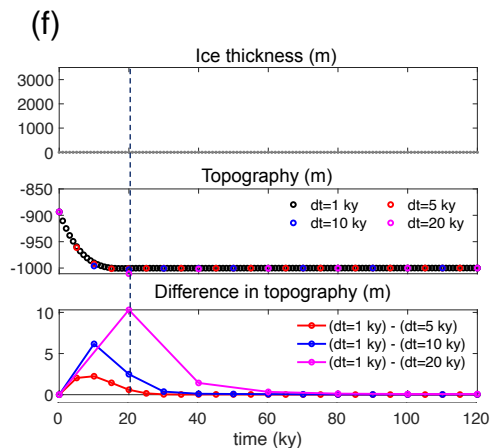 (f)
Ice thickness (m)
3000
2000
1000
0
Topography (m)
-850
-900
-950
-1000
dt=1 ky
dt=5 ky
dt=10 ky
dt=20 ky
Difference in topography (m)
10
5
0
(dt=1 ky) - (dt=5 ky)
(dt=1 ky) - (dt=10 ky)
(dt=1 ky) - (dt=20 ky)
0 20 40 60 80 100 120
time (ky)